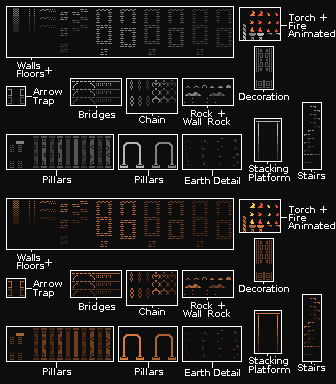 Torch +
Fire
Animated
Walls
Floors+
Arrow
Trap
Bridges
Chain
Rock +
Wall Rock
Decoration
Pillars
Pillars
Earth Detail
Stacking
Platform
Stairs
Torch +
Fire
Animated
Walls
Floors+
Arrow
Trap
Bridges
Chain
Rock +
Wall Rock
Decoration
Pillars
Pillars
Earth Detail
Stacking
Platform
Stairs